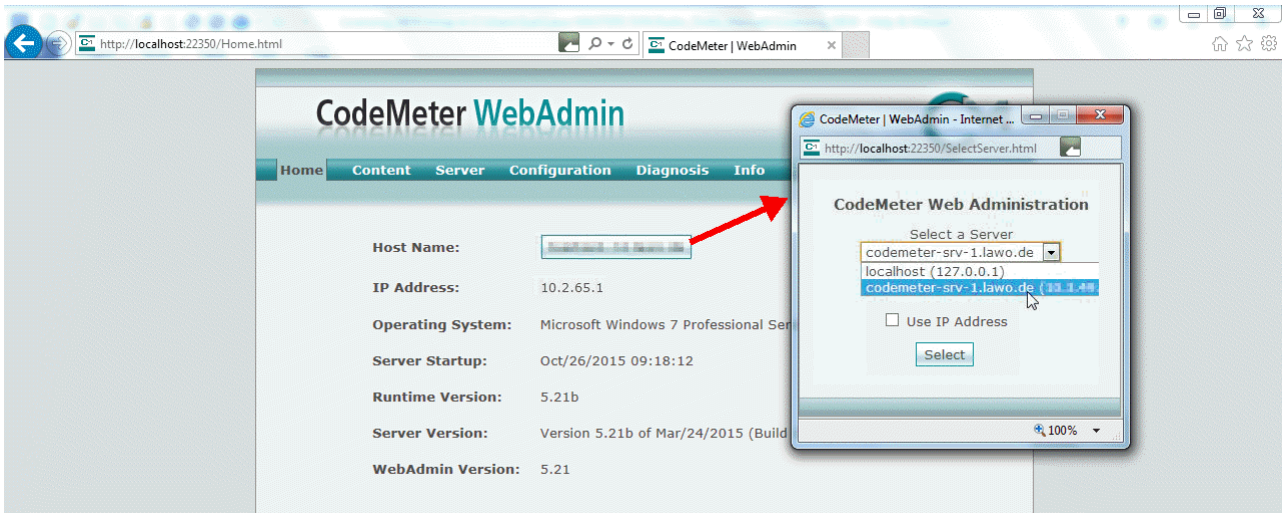 http://localhost:22350/Home.html
CodeMeter | WebAdmin
CodeMeter WebAdmin
Home Content Server Configuration Diagnosis Info
Host Name:
IP Address: 10.2.65.1
Operating System: Microsoft Windows 7 Professional Ser
Server Startup: Oct/26/2015 09:18:12
Runtime Version: 5.21b
Server Version: Version 5.21b of Mar/24/2015 (Build
WebAdmin Version: 5.21
CodeMeter | WebAdmin - Internet ...
http://localhost:22350/SelectServer.html
CodeMeter Web Administration
Select a Server
codemeter-srv-1.lawo.de
localhost (127.0.0.1)
codemeter-srv-1.lawo.de (
Use IP Address
Select
100%